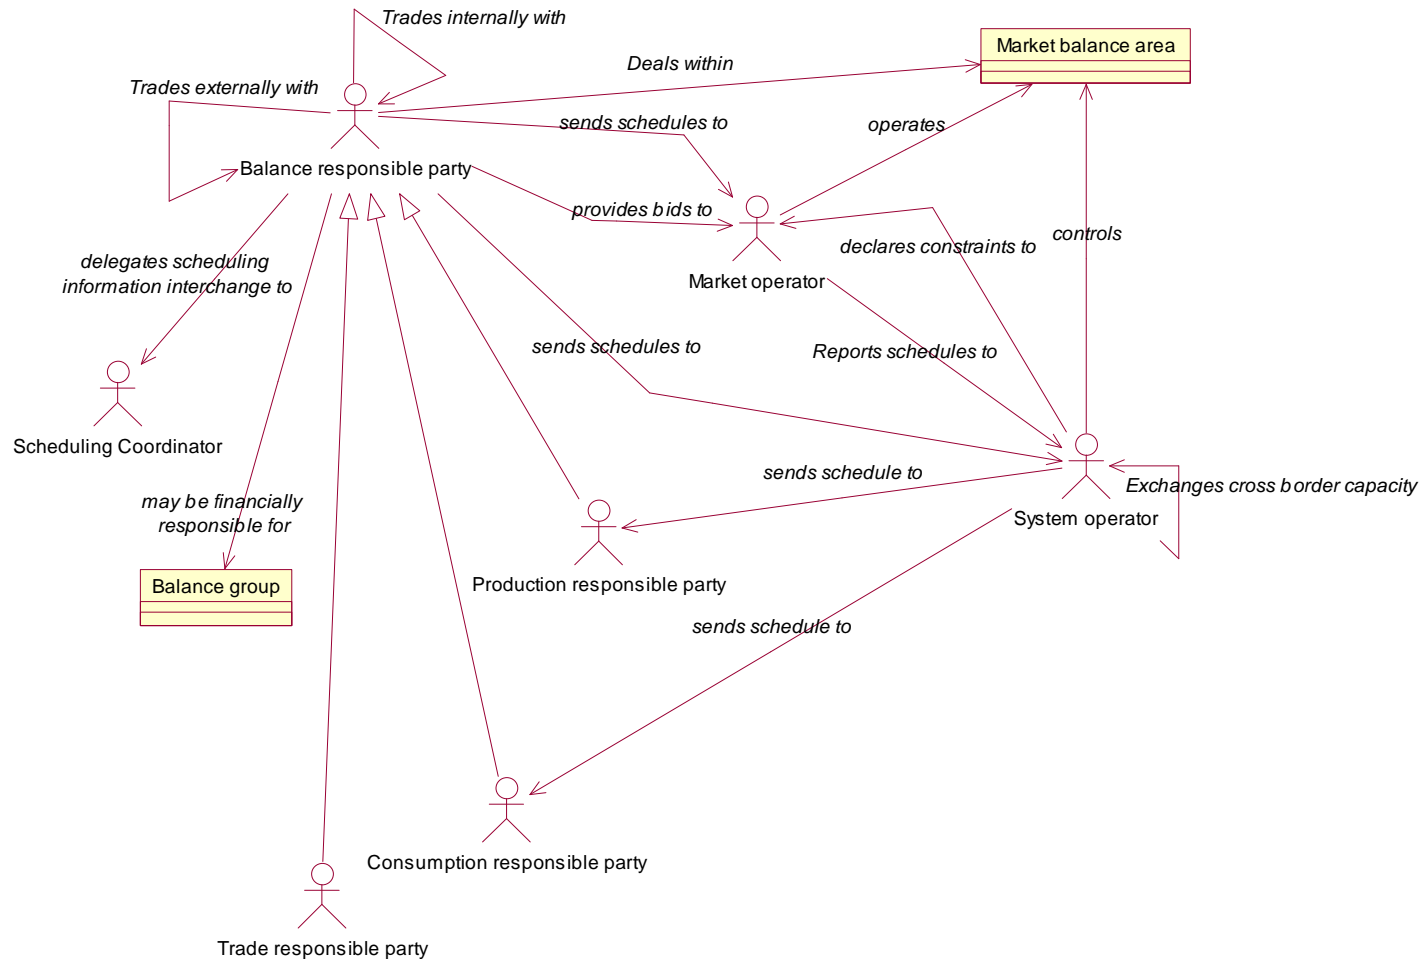 Trades internally with
Market balance area
Deals within
Trades externally with
sends schedules to
operates
Balance responsible party
provides bids to
controls
declares constraints to
delegates scheduling
information interchange to
Market operator
sends schedules to
Reports schedules to
Scheduling Coordinator
sends schedule to
Exchanges cross border capacity
may be financially
responsible for
System operator
Balance group
Production responsible party
sends schedule to
Consumption responsible party
Trade responsible party